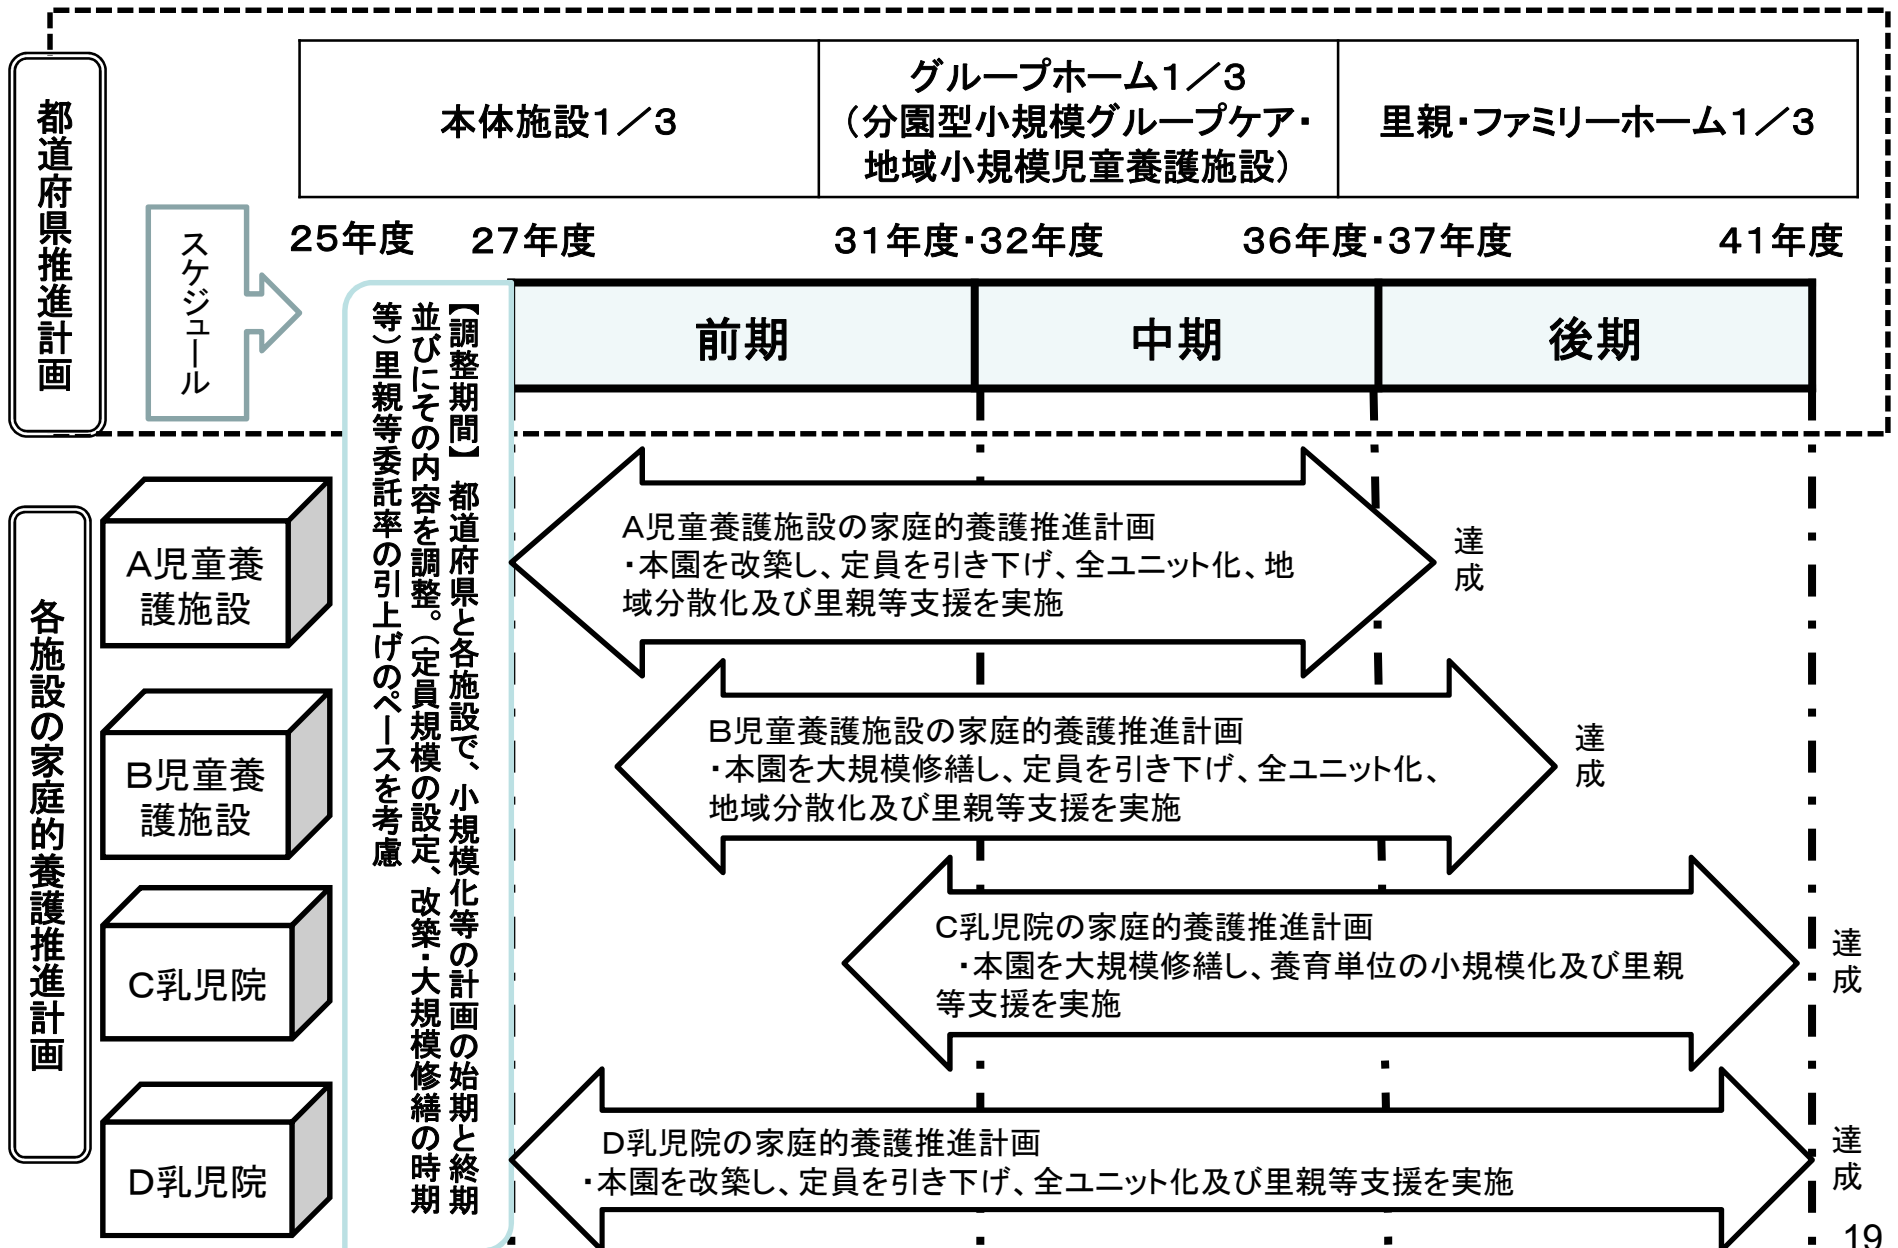 都道府県推進計画
本体施設１／３
グループホーム１／３
（分園型小規模グループケア・
地域小規模児童養護施設）
里親・ファミリーホーム１／３
スケジュール
２５年度
２７年度
３１年度・３２年度
３６年度・３７年度
４１年度
前期
中期
後期
【調整期間】　都道府県と各施設で、小規模化等の計画の始期と終期
並びにその内容を調整。（定員規模の設定、改築・大規模修繕の時期
等）里親等委託率の引上げのペースを考慮
各施設の家庭的養護推進計画
Ａ児童養
護施設
Ａ児童養護施設の家庭的養護推進計画
・本園を改築し、定員を引き下げ、全ユニット化、地
域分散化及び里親等支援を実施
達成
Ｂ児童養
護施設
Ｂ児童養護施設の家庭的養護推進計画
・本園を大規模修繕し、定員を引き下げ、全ユニット化、
地域分散化及び里親等支援を実施
達成
Ｃ乳児院
Ｃ乳児院の家庭的養護推進計画
・本園を大規模修繕し、養育単位の小規模化及び里親
等支援を実施
達成
Ｄ乳児院
Ｄ乳児院の家庭的養護推進計画
・本園を改築し、定員を引き下げ、全ユニット化及び里親等支援を実施
達成
19